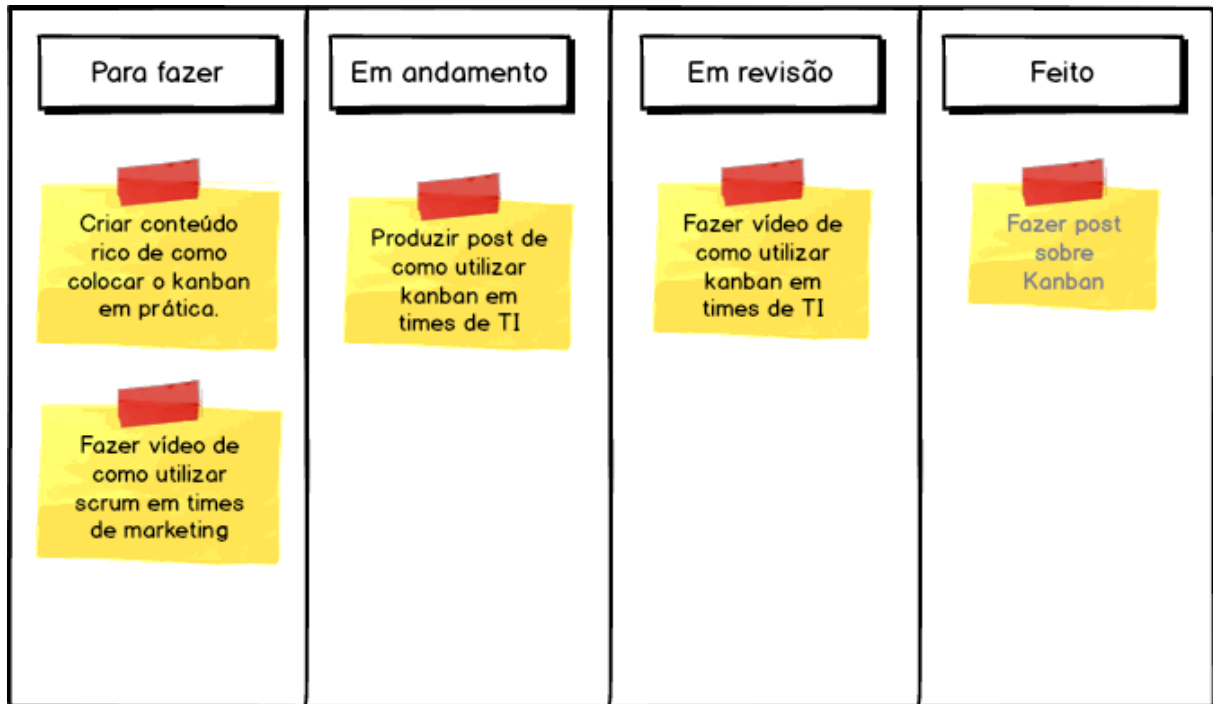 Para fazer
Em andamento
Em revisão
Feito
Criar conteúdo
rico de como
colocar o kanban
em prática.
Fazer vídeo de
como utilizar
scrum em times
de marketing
Produzir post de
como utilizar
kanban em
times de TI
Fazer vídeo de
como utilizar
kanban em
times de TI
Fazer post
sobre
Kanban